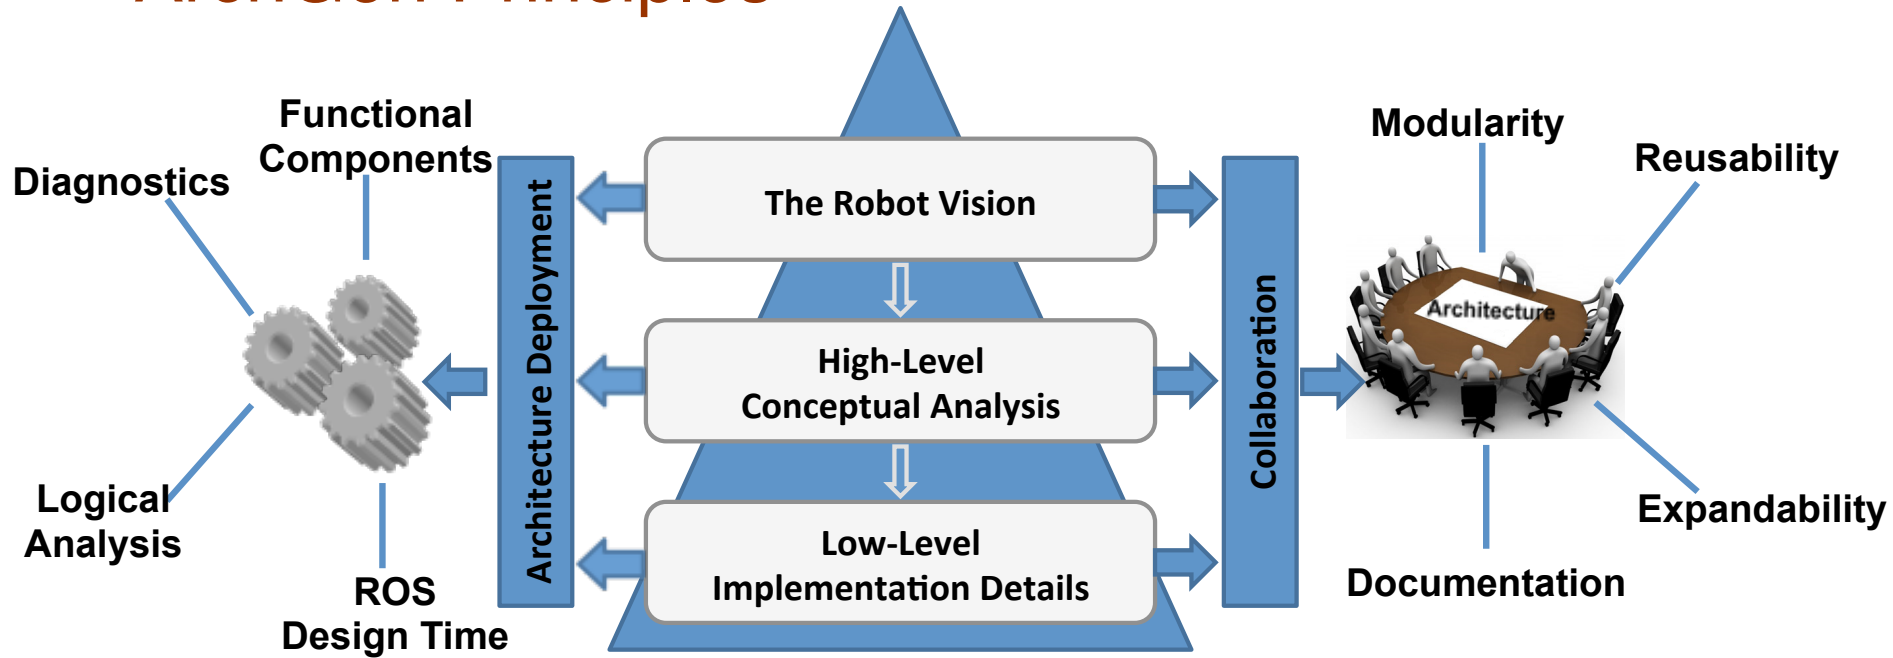 Principles
Functional
Components
Diagnostics
Logical
Analysis
ROS
Design Time
Architecture Deployment
The Robot Vision
High-Level
Conceptual Analysis
Low-Level
Implementation Details
Collaboration
Modularity
Reusability
Architecture
Expandability
Documentation